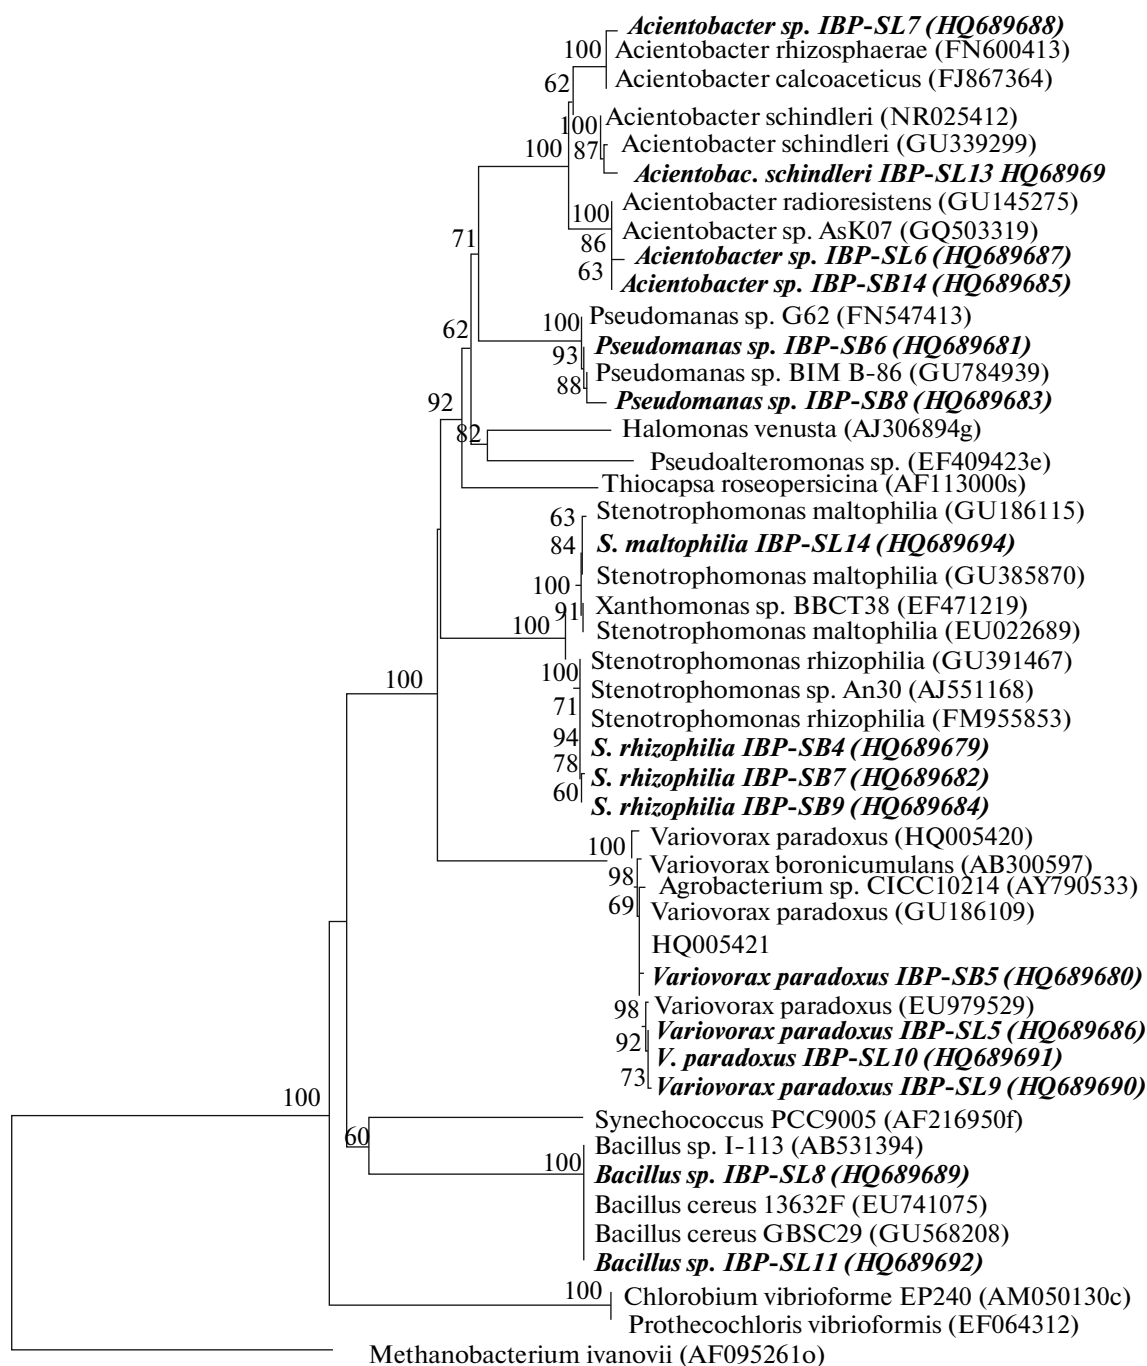 Acientobacter sp. IBP-SL7 (HQ689688)
100 Acientobacter rhizosphaerae (FN600413)
Acientobacter calcoaceticus (FJ867364)
62
Acientobacter schindleri (NR025412)
100
Acientobacter schindleri (GU339299)
100 87
Acientobac. schindleri IBP-SL13 HQ68969
Acientobacter radioresistens (GU145275)
100
Acientobacter sp. AsK07 (GQ503319)
71 86
Acientobacter sp. IBP-SL6 (HQ689687)
63
Acientobacter sp. IBP-SB14 (HQ689685)
Pseudomanas sp. G62 (FN547413)
100
62
Pseudomanas sp. IBP-SB6 (HQ689681)
93
Pseudomanas sp. BIM B-86 (GU784939)
88
Pseudomanas sp. IBP-SB8 (HQ689683)
92
82 Halomonas venusta (AJ306894g)
Pseudoalteromonas sp. (EF409423e)
Thiocapsa roseopersicina (AF113000s)
63 Stenotrophomonas maltophilia (GU186115)
84 S. maltophilia IBP-SL14 (HQ689694)
Stenotrophomonas maltophilia (GU385870)
100
Xanthomonas sp. BBCT38 (EF471219)
91
100 Stenotrophomonas maltophilia (EU022689)
Stenotrophomonas rhizophilia (GU391467)
100
100
Stenotrophomonas sp. An30 (AJ551168)
71
Stenotrophomonas rhizophilia (FM955853)
94
S. rhizophilia IBP-SB4 (HQ689679)
78
S. rhizophilia IBP-SB7 (HQ689682)
60
S. rhizophilia IBP-SB9 (HQ689684)
Variovorax paradoxus (HQ005420)
100
Variovorax boronicumulans (AB300597)
98
Agrobacterium sp. CICC10214 (AY790533)
69 Variovorax paradoxus (GU186109)
HQ005421
Variovorax paradoxus IBP-SB5 (HQ689680)
98 Variovorax paradoxus (EU979529)
Variovorax paradoxus IBP-SL5 (HQ689686)
92
V. paradoxus IBP-SL10 (HQ689691)
73
Variovorax paradoxus IBP-SL9 (HQ689690)
100
Synechococcus PCC9005 (AF216950f)
60
Bacillus sp. I-113 (AB531394)
100
Bacillus sp. IBP-SL8 (HQ689689)
Bacillus cereus 13632F (EU741075)
Bacillus cereus GBSC29 (GU568208)
Bacillus sp. IBP-SL11 (HQ689692)
100
Chlorobium vibrioforme EP240 (AM050130c)
Prothecochloris vibrioformis (EF064312)
Methanobacterium ivanovii (AF095261o)